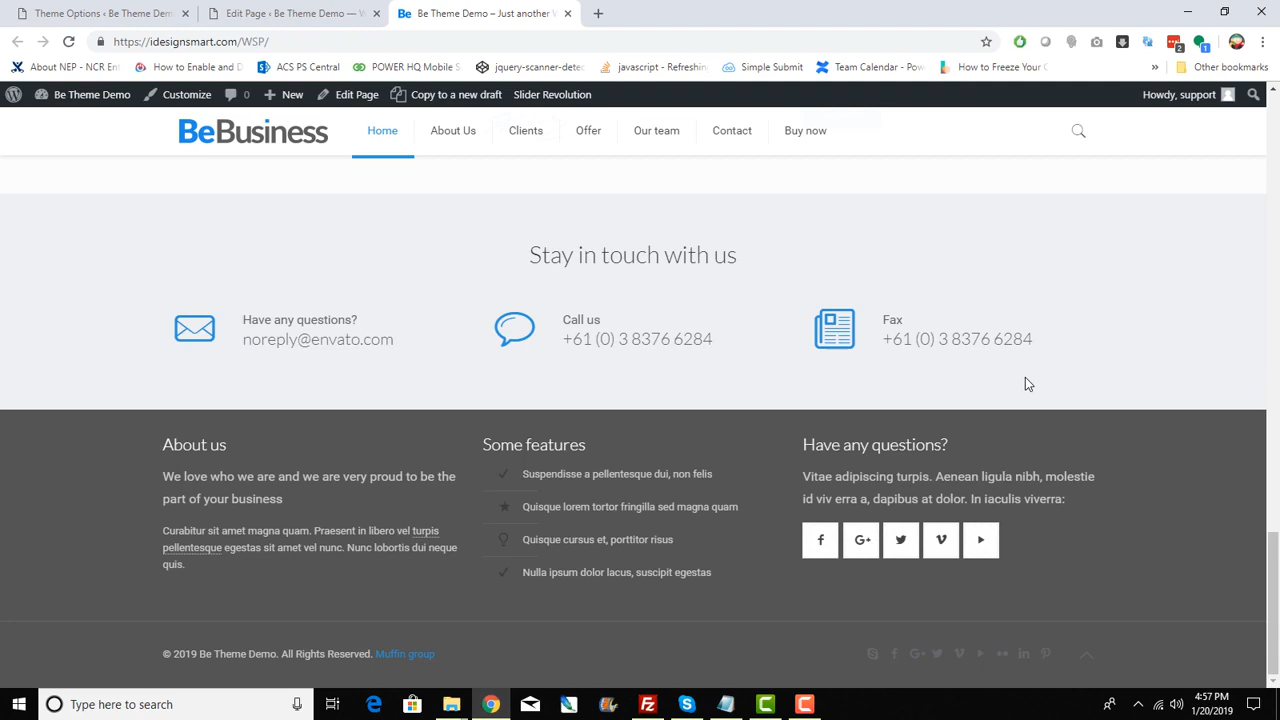 Theme Options ‹ Be Theme Demo
Edit Page ‹ Be Theme Demo — W
Be Theme Demo – Just another W
https://idesignsmart.com/WSP/
About NEP - NCR Ent
How to Enable and D
ACS PS Central
POWER HQ Mobile S
jquery-scanner-detec
javascript - Refreshing
Simple Submit
Team Calendar - Pow
How to Freeze Your C
»
Other bookmarks
Be Theme Demo
Customize
0
New
Edit Page
Copy to a new draft
Slider Revolution
Howdy, support
BeBusiness
Home
About Us
Clients
Offer
Our team
Contact
Buy now
Stay in touch with us
Have any questions?
noreply@envato.com
Call us
+61 (0) 3 8376 6284
Fax
+61 (0) 3 8376 6284
About us
We love who we are and we are very proud to be the
part of your business
Curabitur sit amet magna quam. Praesent in libero vel turpis
pellentesque egestas sit amet vel nunc. Nunc lobortis dui neque
quis.
Some features
Suspendisse a pellentesque dui, non felis
Quisque lorem tortor fringilla sed magna quam
Quisque cursus et, porttitor risus
Nulla ipsum dolor lacus, suscipit egestas
Have any questions?
Vitae adipiscing turpis. Aenean ligula nibh, molestie
id viv erra a, dapibus at dolor. In iaculis viverra:
© 2019 Be Theme Demo. All Rights Reserved. Muffin group
Type here to search
4:57 PM
1/20/2019